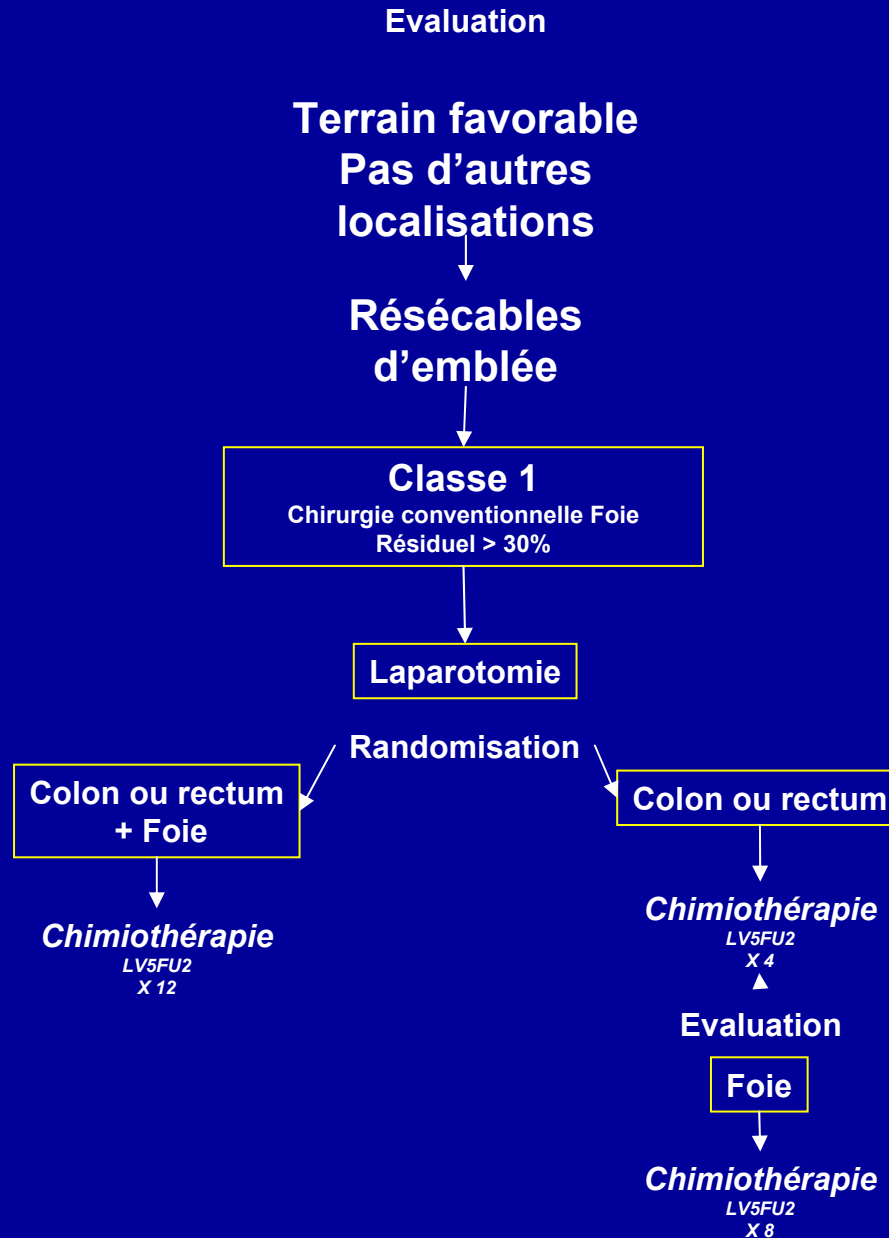 Evaluation
Terrain favorable
Pas d'autres
localisations
Résécables
d'emblée
Classe 1
Chirurgie conventionnelle Foie
Résiduel > 30%
Laparotomie
Randomisation
Colon ou rectum
+ Foie
Chimiothérapie
LV5FU2
X 12
Colon ou rectum
Chimiothérapie
LV5FU2
X 4
Evaluation
Foie
Chimiothérapie
LV5FU2
X 8